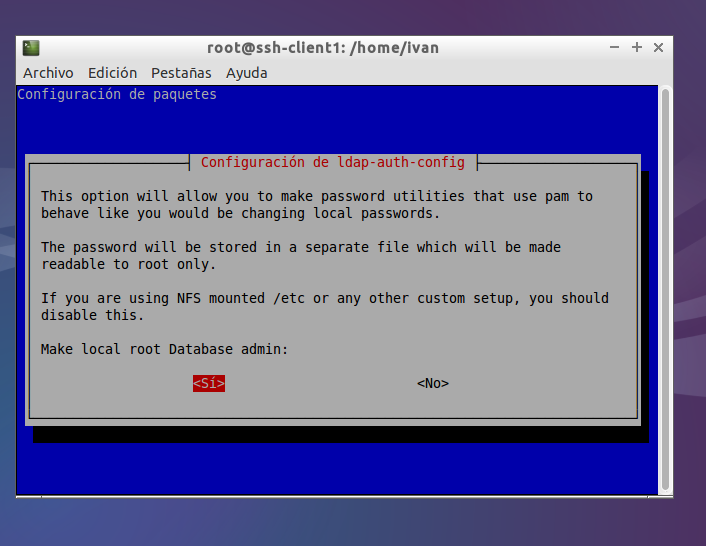 root@ssh-client1: /home/ivan
Archivo Edición Pestañas Ayuda
Configuración de paquetes
Configuración de ldap-auth-config
This option will allow you to make password utilities that use pam to
behave like you would be changing local passwords.
The password will be stored in a separate file which will be made
readable to root only.
If you are using NFS mounted /etc or any other custom setup, you should
disable this.
Make local root Database admin:
<Sí> <No>